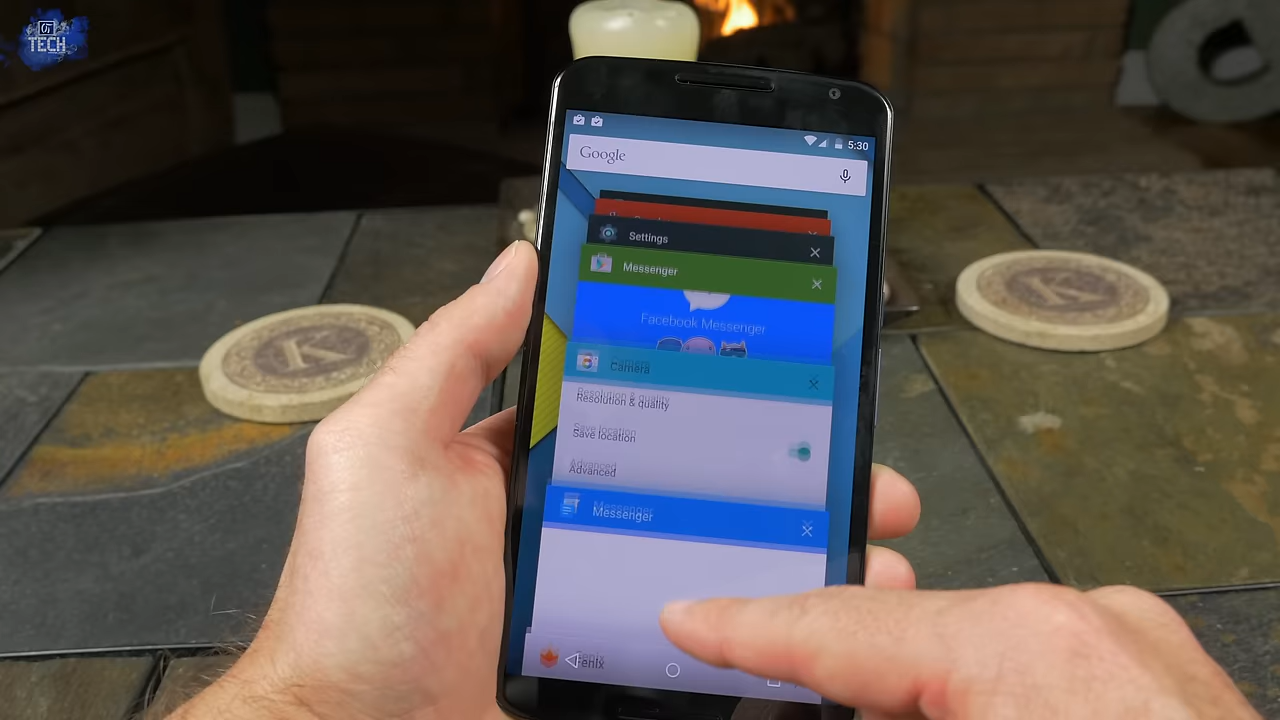 TECH
5:30
Google
Settings
Messenger
Facebook Messenger
Camera
Resolution & quality
Save location
Advanced
Messenger
Fenix
K
K